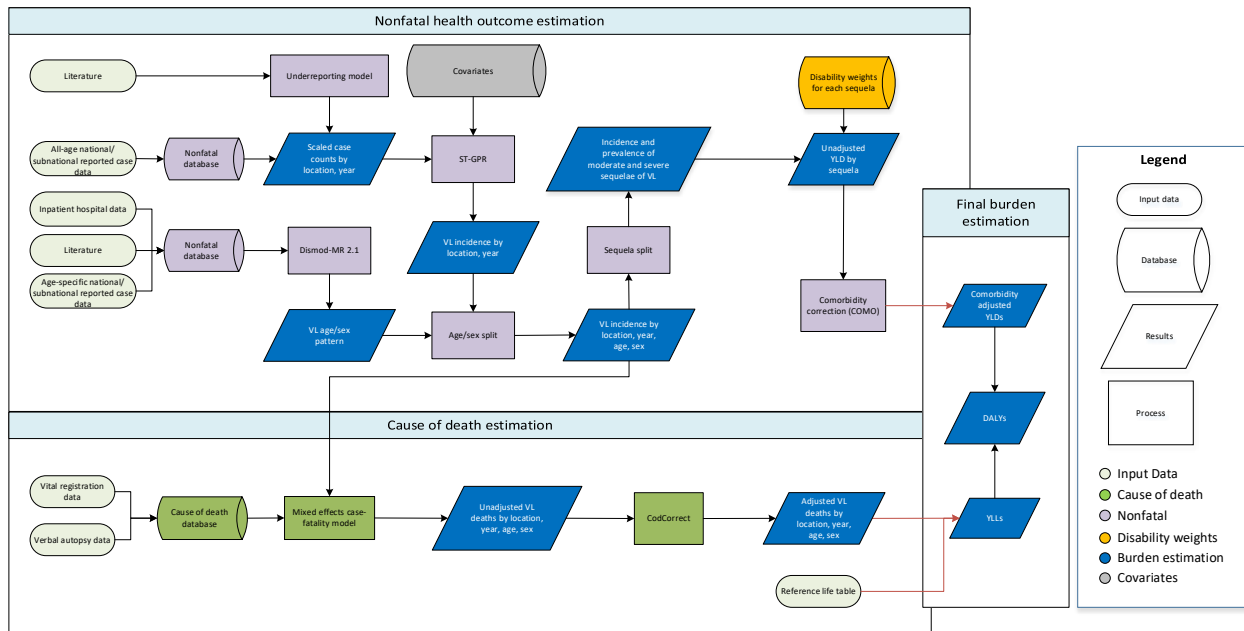 Nonfatal health outcome estimation
Literature
Underreporting model
Covariates
Disability weights
for each sequela
All-age national/
subnational reported case
data
Nonfatal
database
Scaled case
counts by
location, year
ST-GPR
Incidence and
prevalence of
moderate and severe
sequelae of VL
Unadjusted
YLD by
sequela
Inpatient hospital data
Literature
Age-specific national/
subnational reported case
data
Nonfatal
database
Dismod-MR 2.1
VL incidence by
location, year
Sequela split
Comorbidity
correction (COMO)
VL age/sex
pattern
Age/sex split
VL incidence by
location, year,
age, sex
Final burden
estimation
Comorbidity
adjusted
YLDs
DALYs
YLLs
Cause of death estimation
Vital registration
data
Verbal autopsy data
Cause of death
database
Mixed effects case-
fatality model
Unadjusted VL
deaths by location,
year, age, sex
CodCorrect
Adjusted VL
deaths by
location, year,
age, sex
Reference life table
Legend
Input data
Database
Results
Process
Input Data
Cause of death
Nonfatal
Disability weights
Burden estimation
Covariates